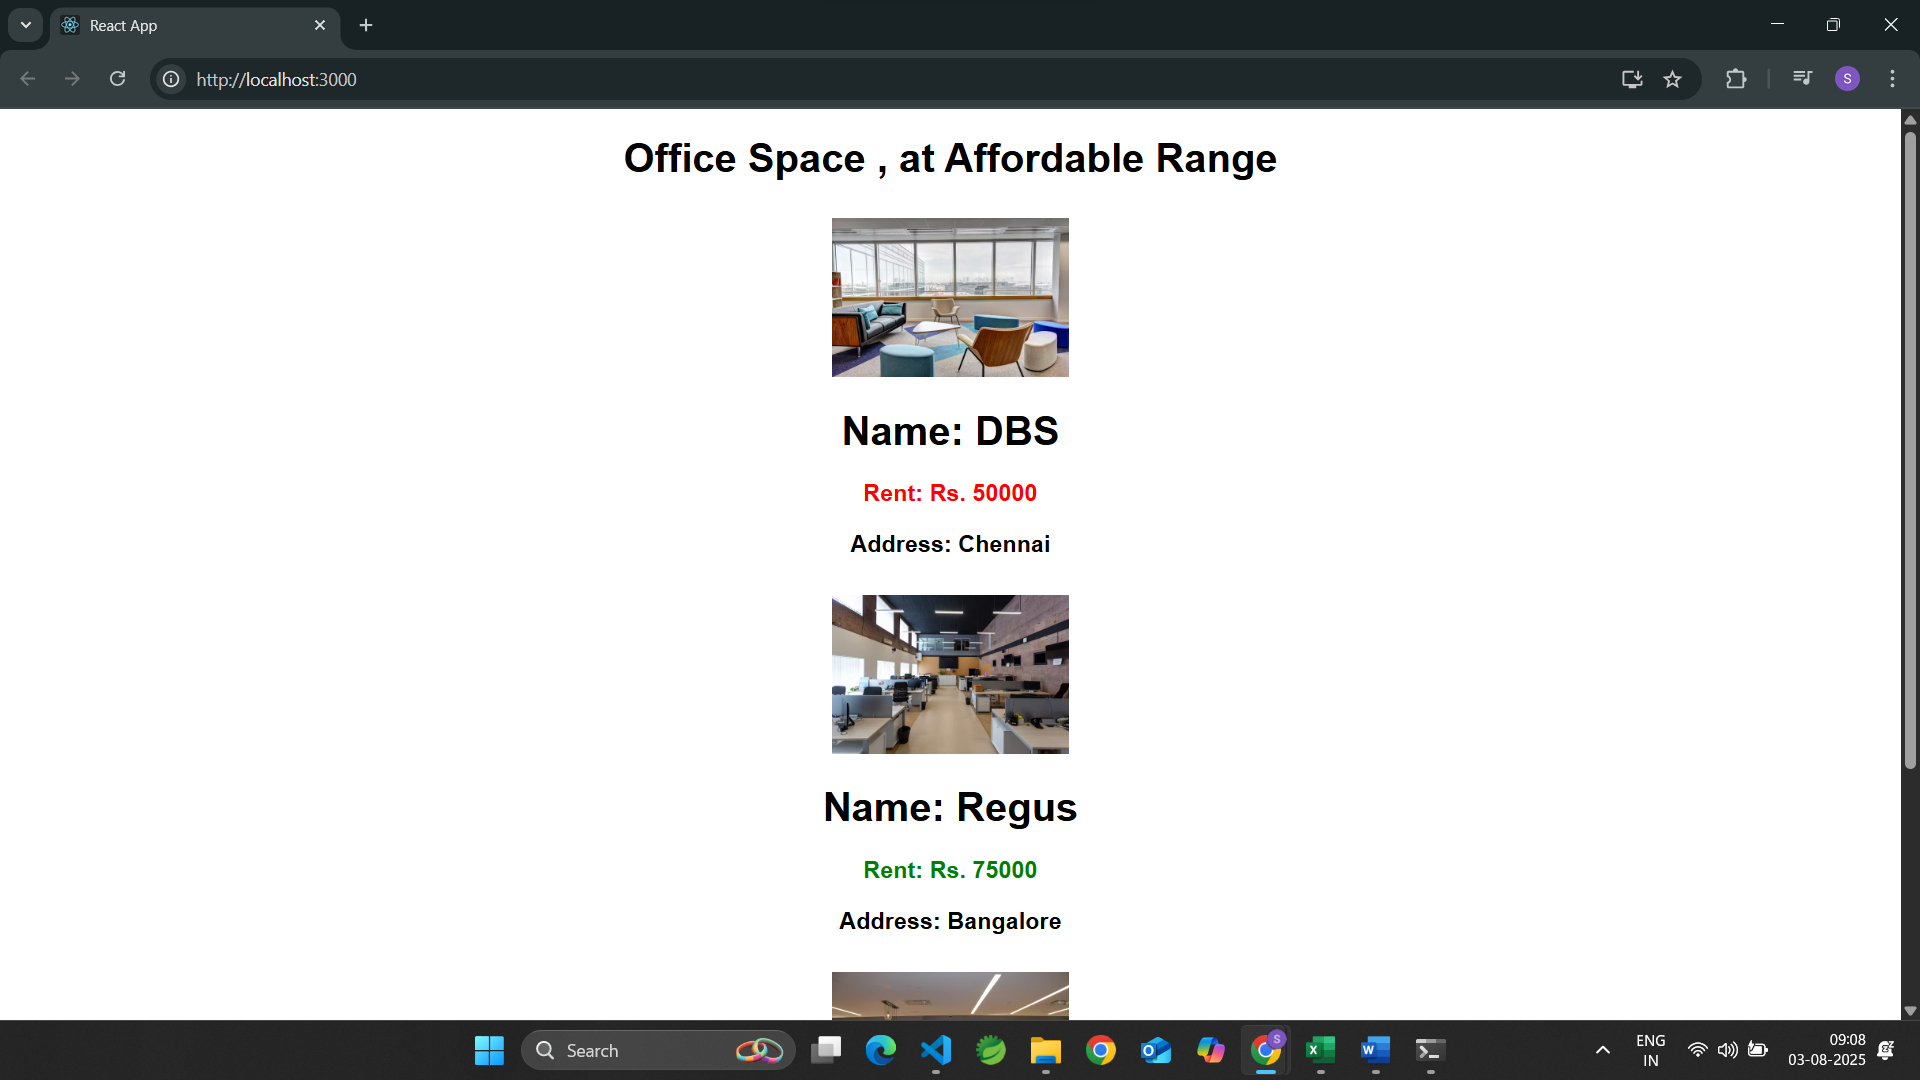 React App
http://localhost:3000
S
Office Space , at Affordable Range
Name: DBS
Rent: Rs. 50000
Address: Chennai
Name: Regus
Rent: Rs. 75000
Address: Bangalore
Search
S
ENG
IN
09:08
03-08-2025